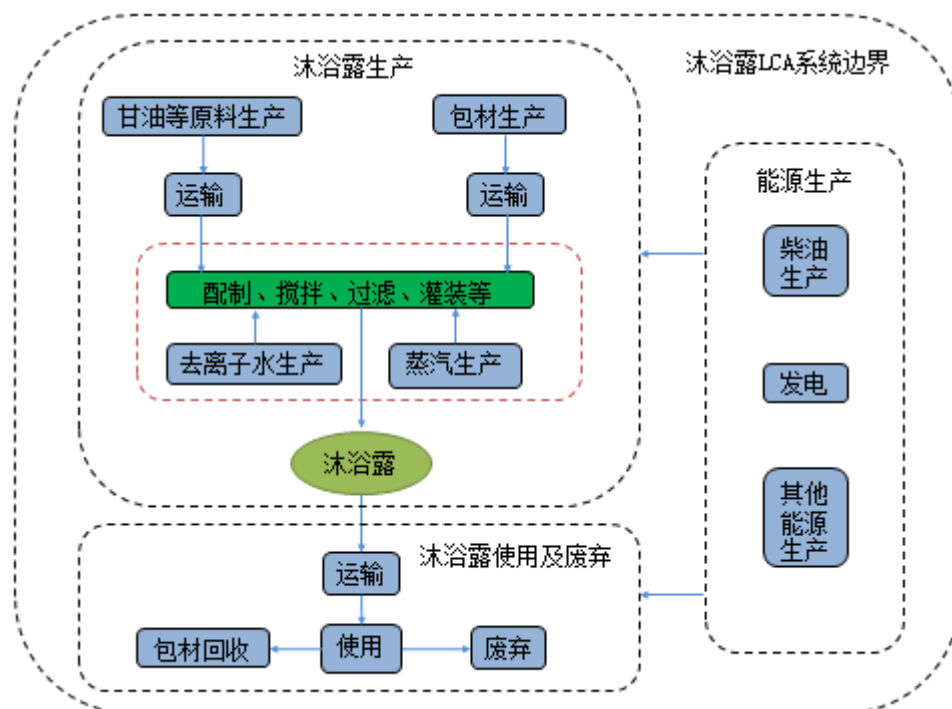 沐浴露LCA系统边界
沐浴露生产
甘油等原料生产
包材生产
运输
运输
配制、搅拌、过滤、灌装等
去离子水生产
蒸汽生产
沐浴露
沐浴露使用及废弃
运输
包材回收
使用
废弃
能源生产
柴油
生产
发电
其他
能源
生产